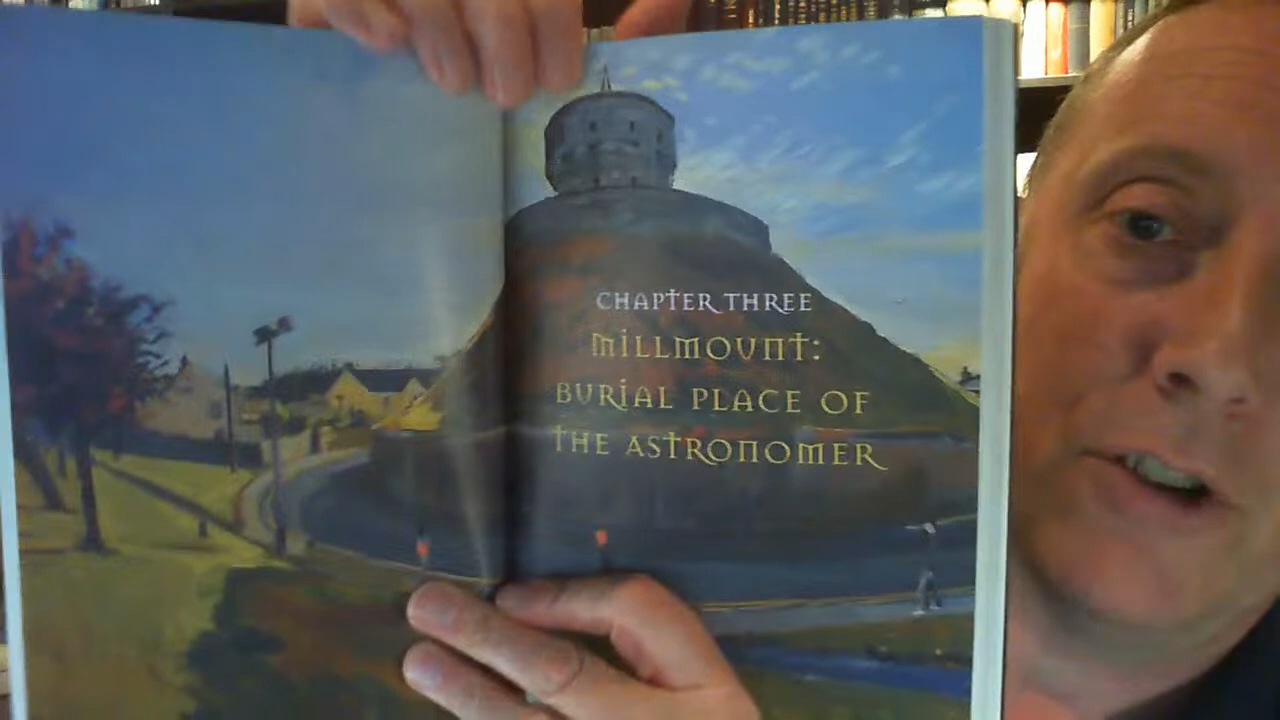 CHAPTER THREE
MILLMOUNT:
BURIAL PLACE OF
THE ASTRONOMER